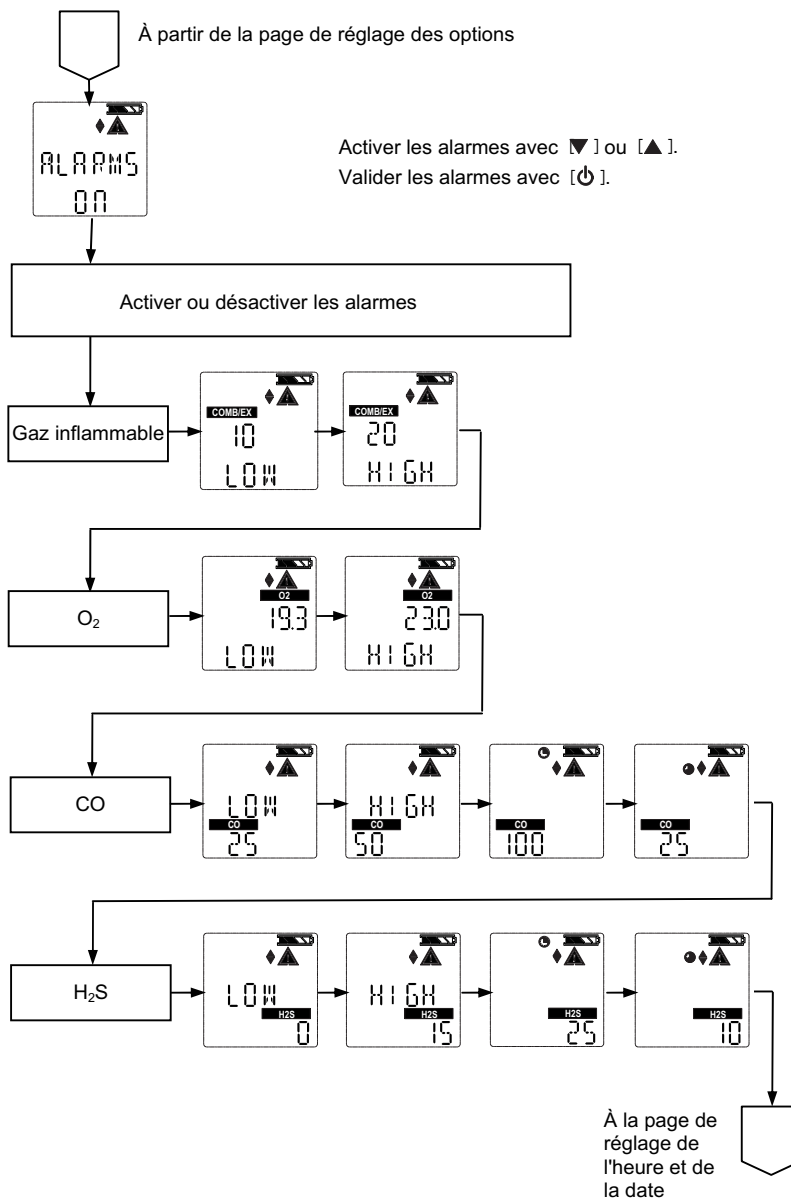 À partir de la page de réglage des options
ALARMS
ON
Activer les alarmes avec ▼ ] ou [▲ ].
Valider les alarmes avec [⏻ ].
Activer ou désactiver les alarmes
Gaz inflammable
COMB/EX
10
LOW
COMB/EX
20
HIGH
O₂
O2
19.3
LOW
O2
23.0
HIGH
CO
LOW
CO
25
HIGH
CO
50
CO
100
CO
25
H₂S
LOW
H2S
0
HIGH
H2S
15
H2S
25
H2S
10
À la page de
réglage de
l'heure et de
la date